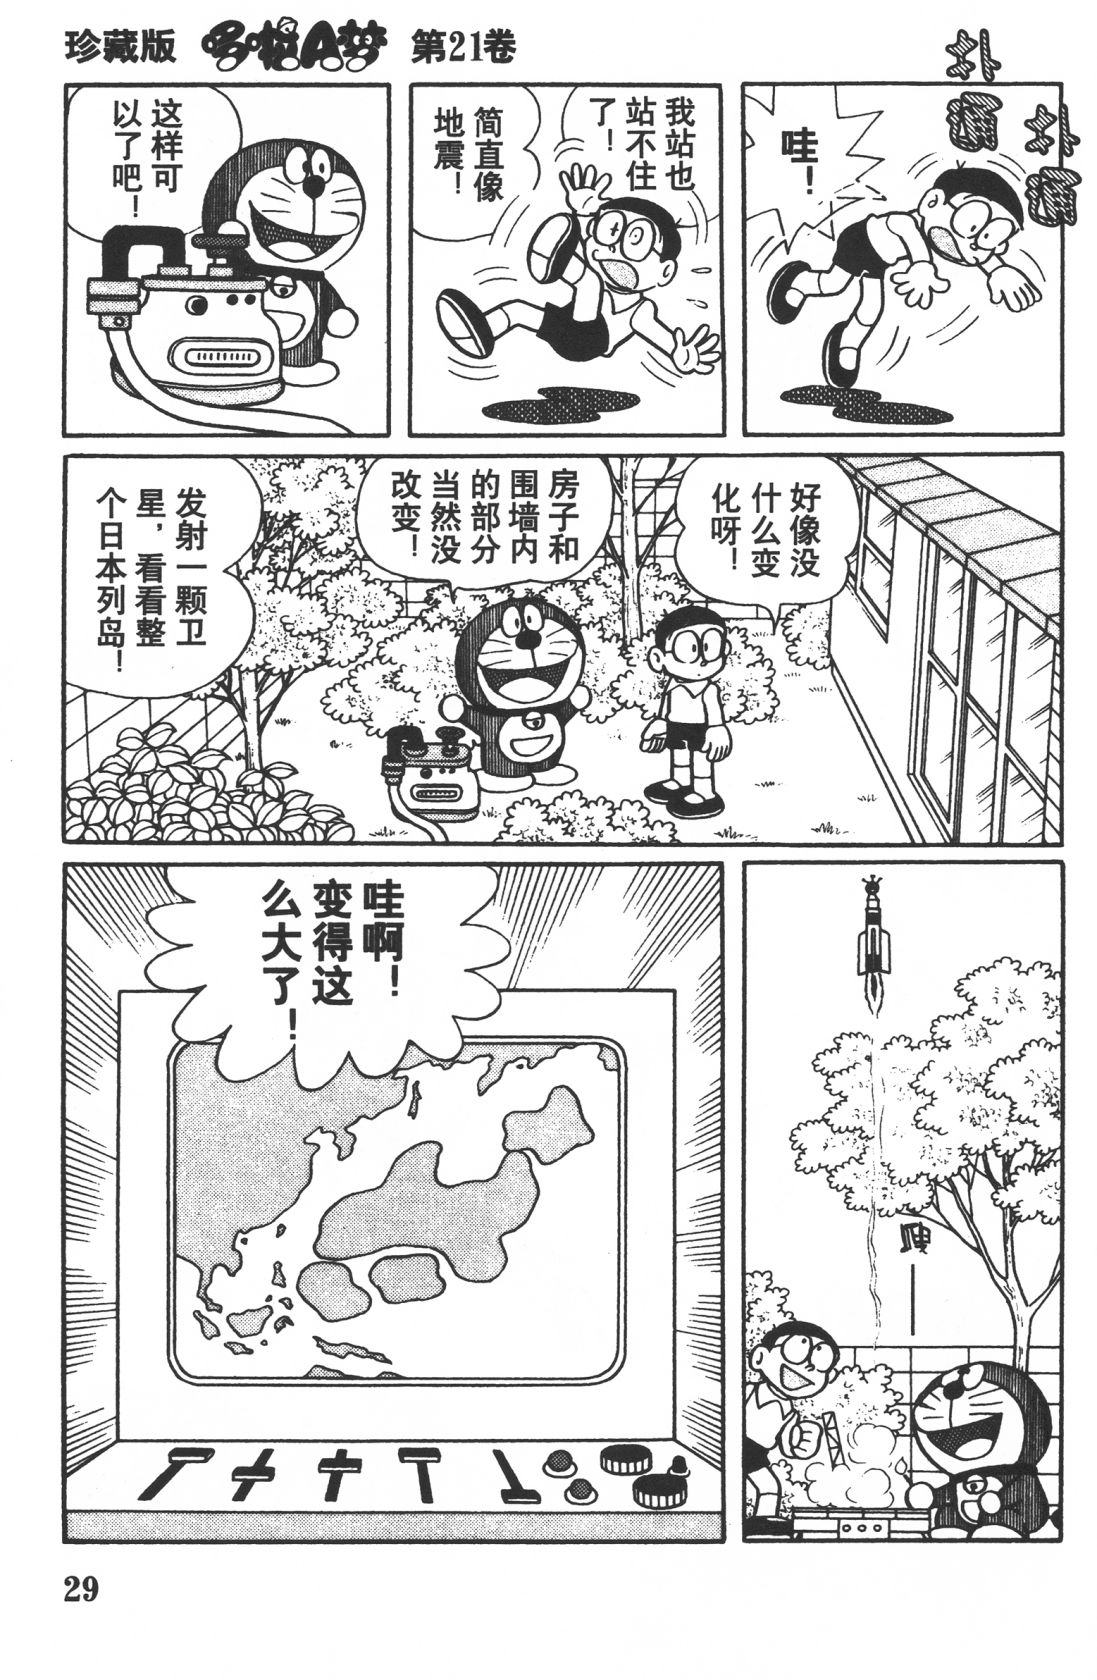 珍藏版 哆啦A梦 第21卷
扑通
扑通
哇！
我站也
站不住
了！
简直像
地震！
这样可
以了吧！
好像没
什么变
化呀！
房子和
围墙内
的部分
当然没
改变！
发射一颗卫
星，看看整
个日本列岛！
嗖——
哇啊！
变得这
么大了！
29